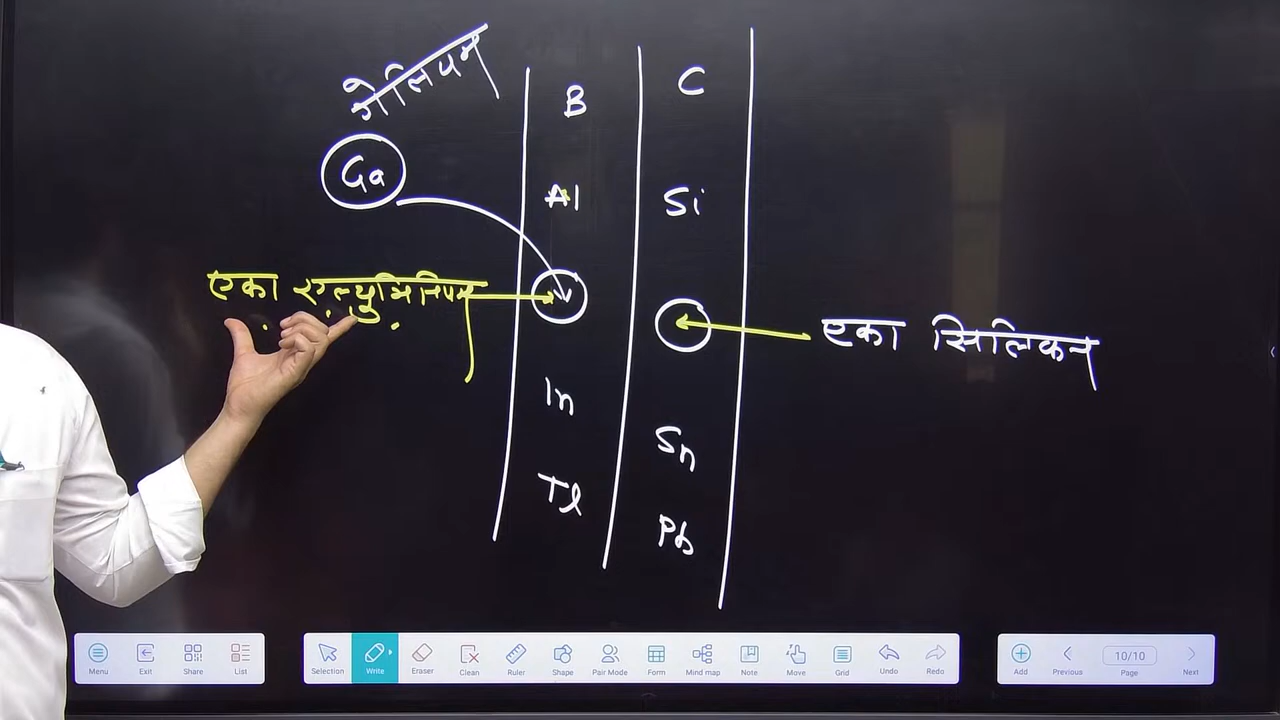 गेलियम
Ga
B
C
Al
Si
एका एल्युमिनियम
एका सिलिकन
In
Sn
Tl
Pb
Menu
Exit
Share
List
Selection
Write
Eraser
Clean
Ruler
Shape
Pair Mode
Form
Mind map
Note
Move
Grid
Undo
Redo
Add
Previous
10/10
Page
Next